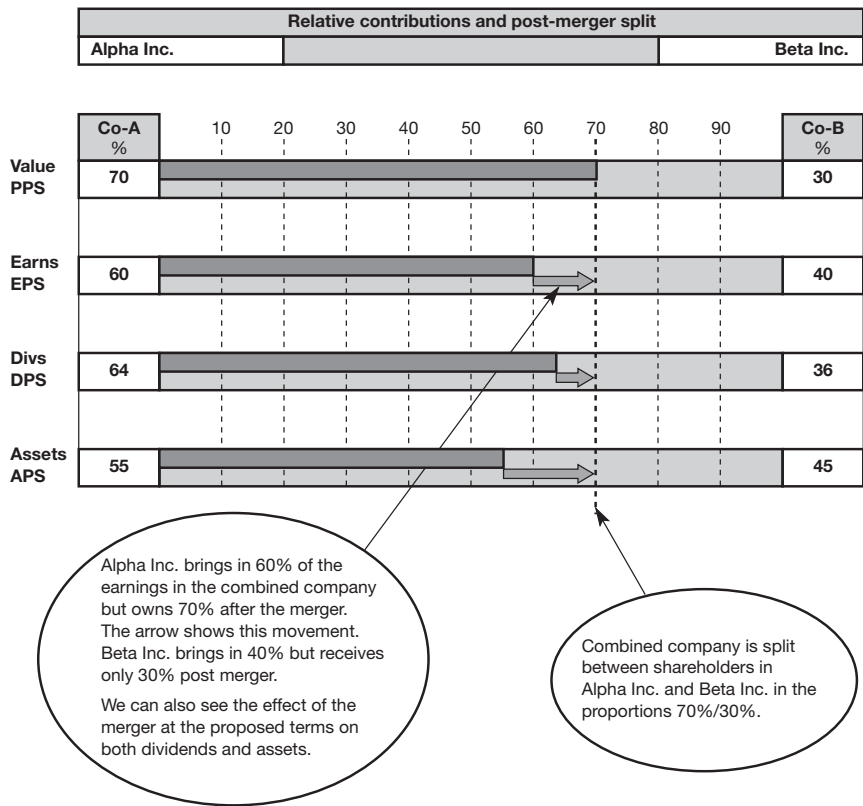 Relative contributions and post-merger split
Alpha Inc. Beta Inc.
Co-A
%
10 20 30 40 50 60 70 80 90
Co-B
%
Value
PPS
70 30
Earns
EPS
60 40
Divs
DPS
64 36
Assets
APS
55 45
Alpha Inc. brings in 60% of the
earnings in the combined company
but owns 70% after the merger.
The arrow shows this movement.
Beta Inc. brings in 40% but receives
only 30% post merger.
We can also see the effect of the
merger at the proposed terms on
both dividends and assets.
Combined company is split
between shareholders in
Alpha Inc. and Beta Inc. in the
proportions 70%/30%.